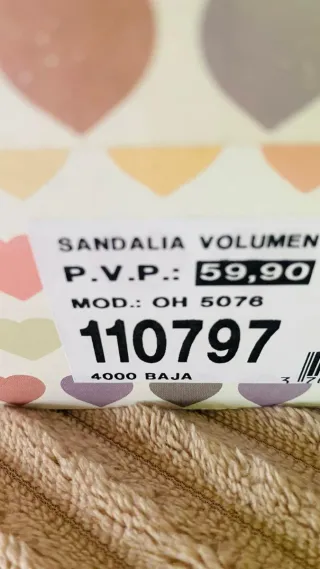 SANDALIA VOLUMEN
P.V.P.: 59,90
MOD.: OH 5076
110797
4000 BAJA